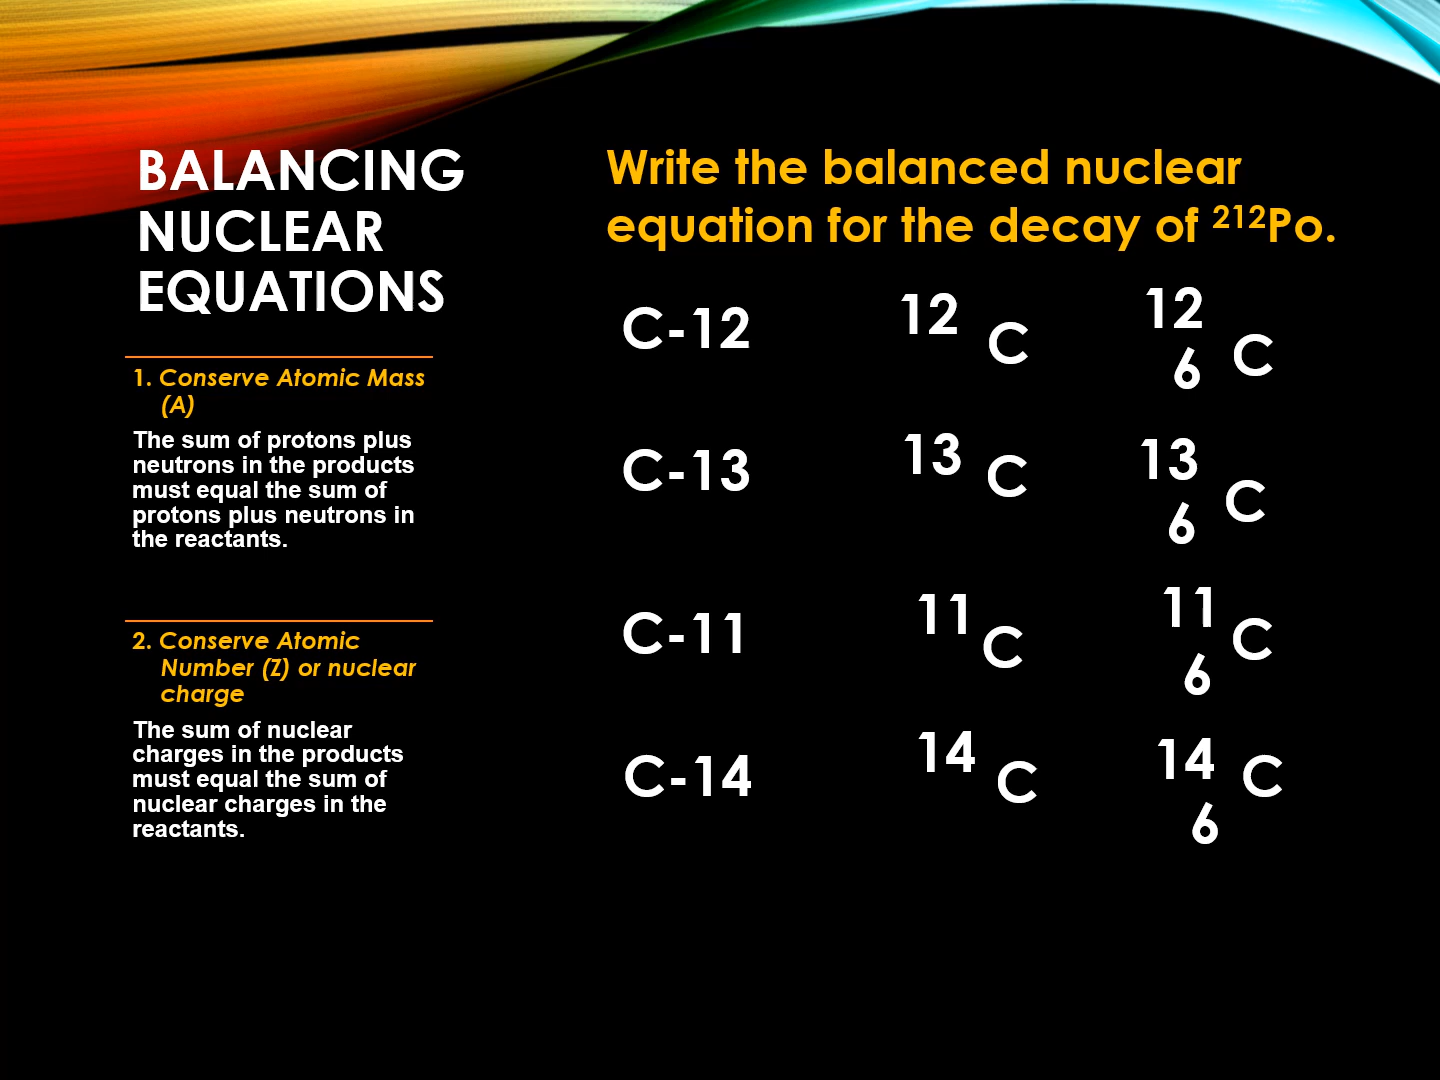 BALANCING
NUCLEAR
EQUATIONS
1. Conserve Atomic Mass
(A)
The sum of protons plus
neutrons in the products
must equal the sum of
protons plus neutrons in
the reactants.
2. Conserve Atomic
Number (Z) or nuclear
charge
The sum of nuclear
charges in the products
must equal the sum of
nuclear charges in the
reactants.
Write the balanced nuclear
equation for the decay of ²¹²Po.
C-12 12 C 12 6 C
C-13 13 C 13 6 C
C-11 11 C 11 6 C
C-14 14 C 14 6 C